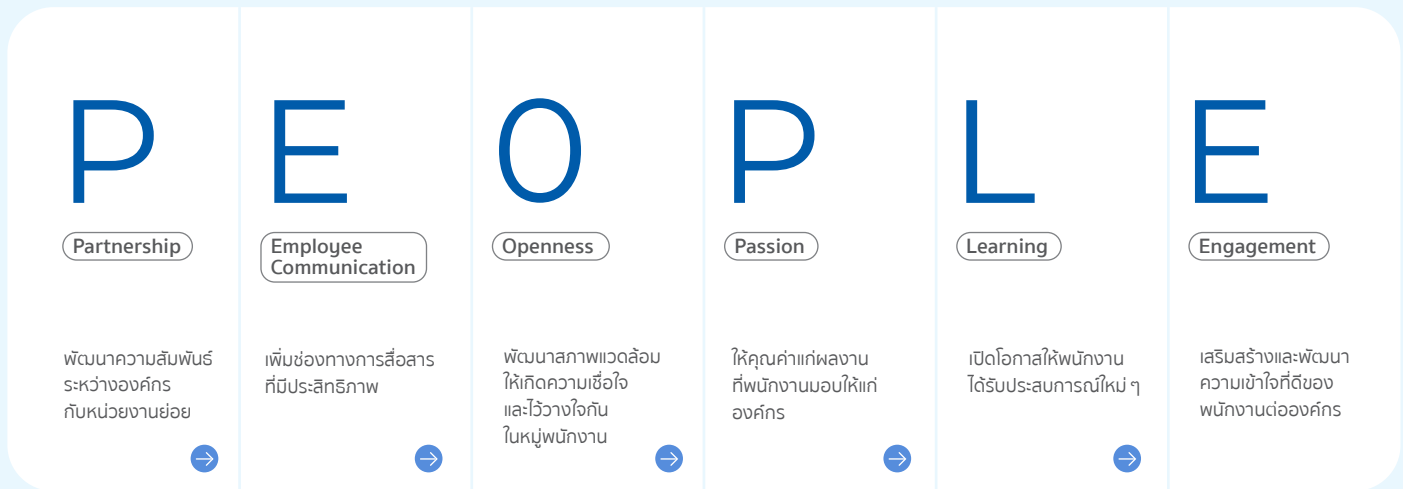 P
Partnership
พัฒนาความสัมพันธ์
ระหว่างองค์กร
กับหน่วยงานย่อย
E
Employee
Communication
เพิ่มช่องทางการสื่อสาร
ที่มีประสิทธิภาพ
O
Openness
พัฒนาสภาพแวดล้อม
ให้เกิดความเชื่อใจ
และไว้วางใจกัน
ในหมู่พนักงาน
P
Passion
ให้คุณค่าแก่ผลงาน
ที่พนักงานมอบให้แก่
องค์กร
L
Learning
เปิดโอกาสให้พนักงาน
ได้รับประสบการณ์ใหม่ ๆ
E
Engagement
เสริมสร้างและพัฒนา
ความเข้าใจที่ดีของ
พนักงานต่อองค์กร